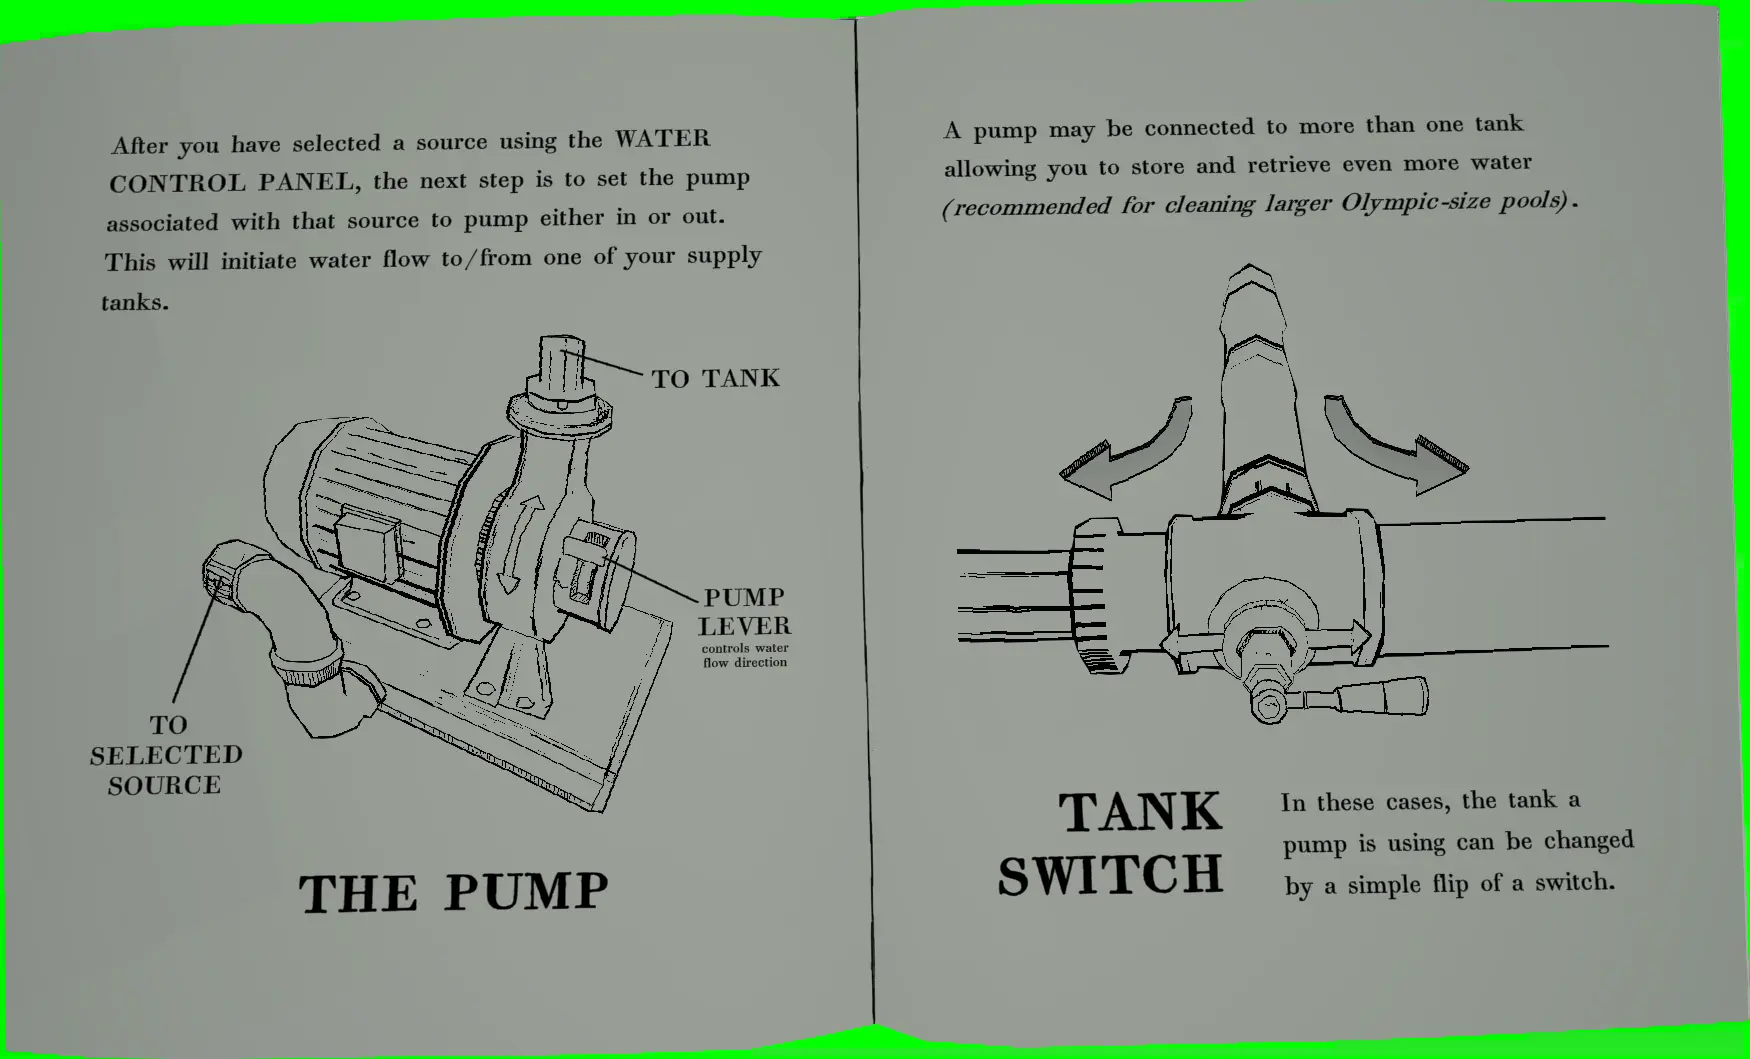 After you have selected a source using the WATER
CONTROL PANEL, the next step is to set the pump
associated with that source to pump either in or out.
This will initiate water flow to/from one of your supply
tanks.
TO TANK
PUMP
LEVER
controls water
flow direction
TO
SELECTED
SOURCE
THE PUMP
A pump may be connected to more than one tank
allowing you to store and retrieve even more water
(recommended for cleaning larger Olympic-size pools).
TANK
SWITCH
In these cases, the tank a
pump is using can be changed
by a simple flip of a switch.